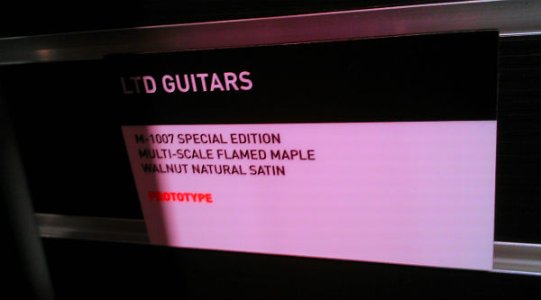 LTD GUITARS
M-1007 SPECIAL EDITION
MULTI-SCALE FLAMED MAPLE
WALNUT NATURAL SATIN
PROTOTYPE